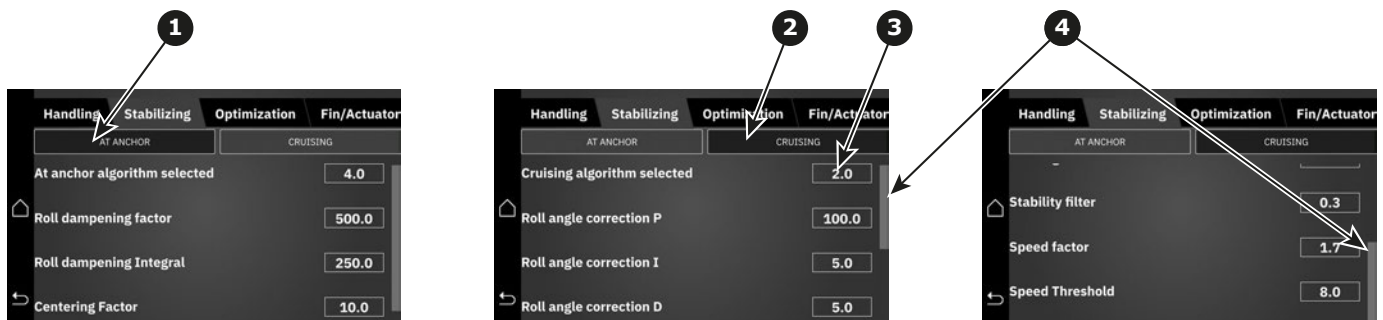 1
2
3
4
Handling Stabilizing Optimization Fin/Actuator
AT ANCHOR CRUISING
At anchor algorithm selected 4.0
Roll dampening factor 500.0
Roll dampening Integral 250.0
Centering Factor 10.0
Handling Stabilizing Optimization Fin/Actuator
AT ANCHOR CRUISING
Cruising algorithm selected 2.0
Roll angle correction P 100.0
Roll angle correction I 5.0
Roll angle correction D 5.0
Handling Stabilizing Optimization Fin/Actuator
AT ANCHOR CRUISING
Stability filter 0.3
Speed factor 1.7
Speed Threshold 8.0